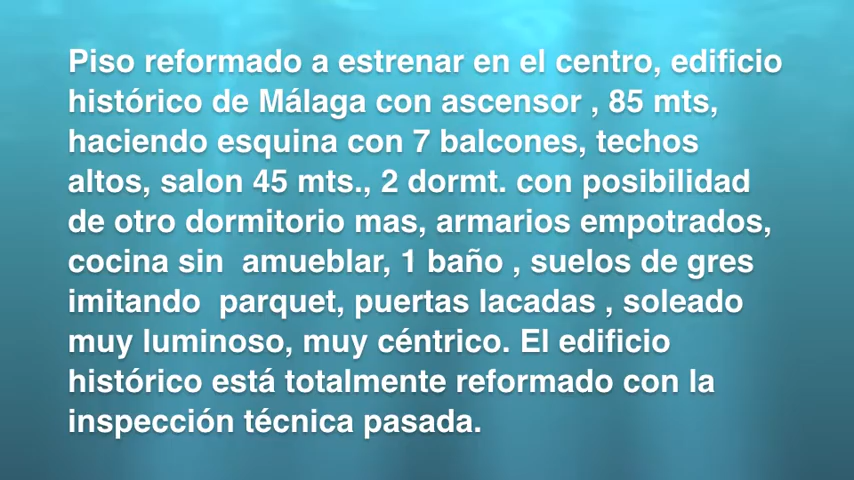 Piso reformado a estrenar en el centro, edificio
histórico de Málaga con ascensor , 85 mts,
haciendo esquina con 7 balcones, techos
altos, salon 45 mts., 2 dormt. con posibilidad
de otro dormitorio mas, armarios empotrados,
cocina sin  amueblar, 1 baño , suelos de gres
imitando  parquet, puertas lacadas , soleado
muy luminoso, muy céntrico. El edificio
histórico está totalmente reformado con la
inspección técnica pasada.